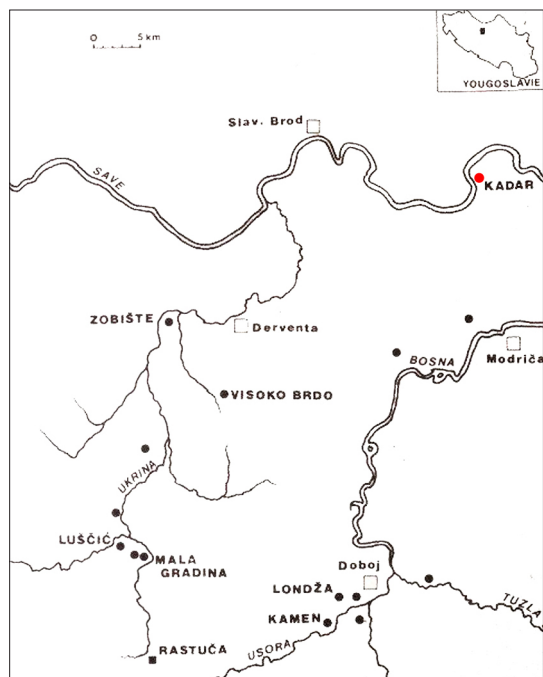 0 5 km
YOUGOSLAVIE
Slav. Brod
SAVE
KADAR
ZOBIŠTE
Derventa
BOSNA
Modriča
VISOKO BRDO
UKRINA
LUŠČIĆ
MALA
GRADINA
Doboj
LONDŽA
KAMEN
TUZLA
USORA
RASTUČA